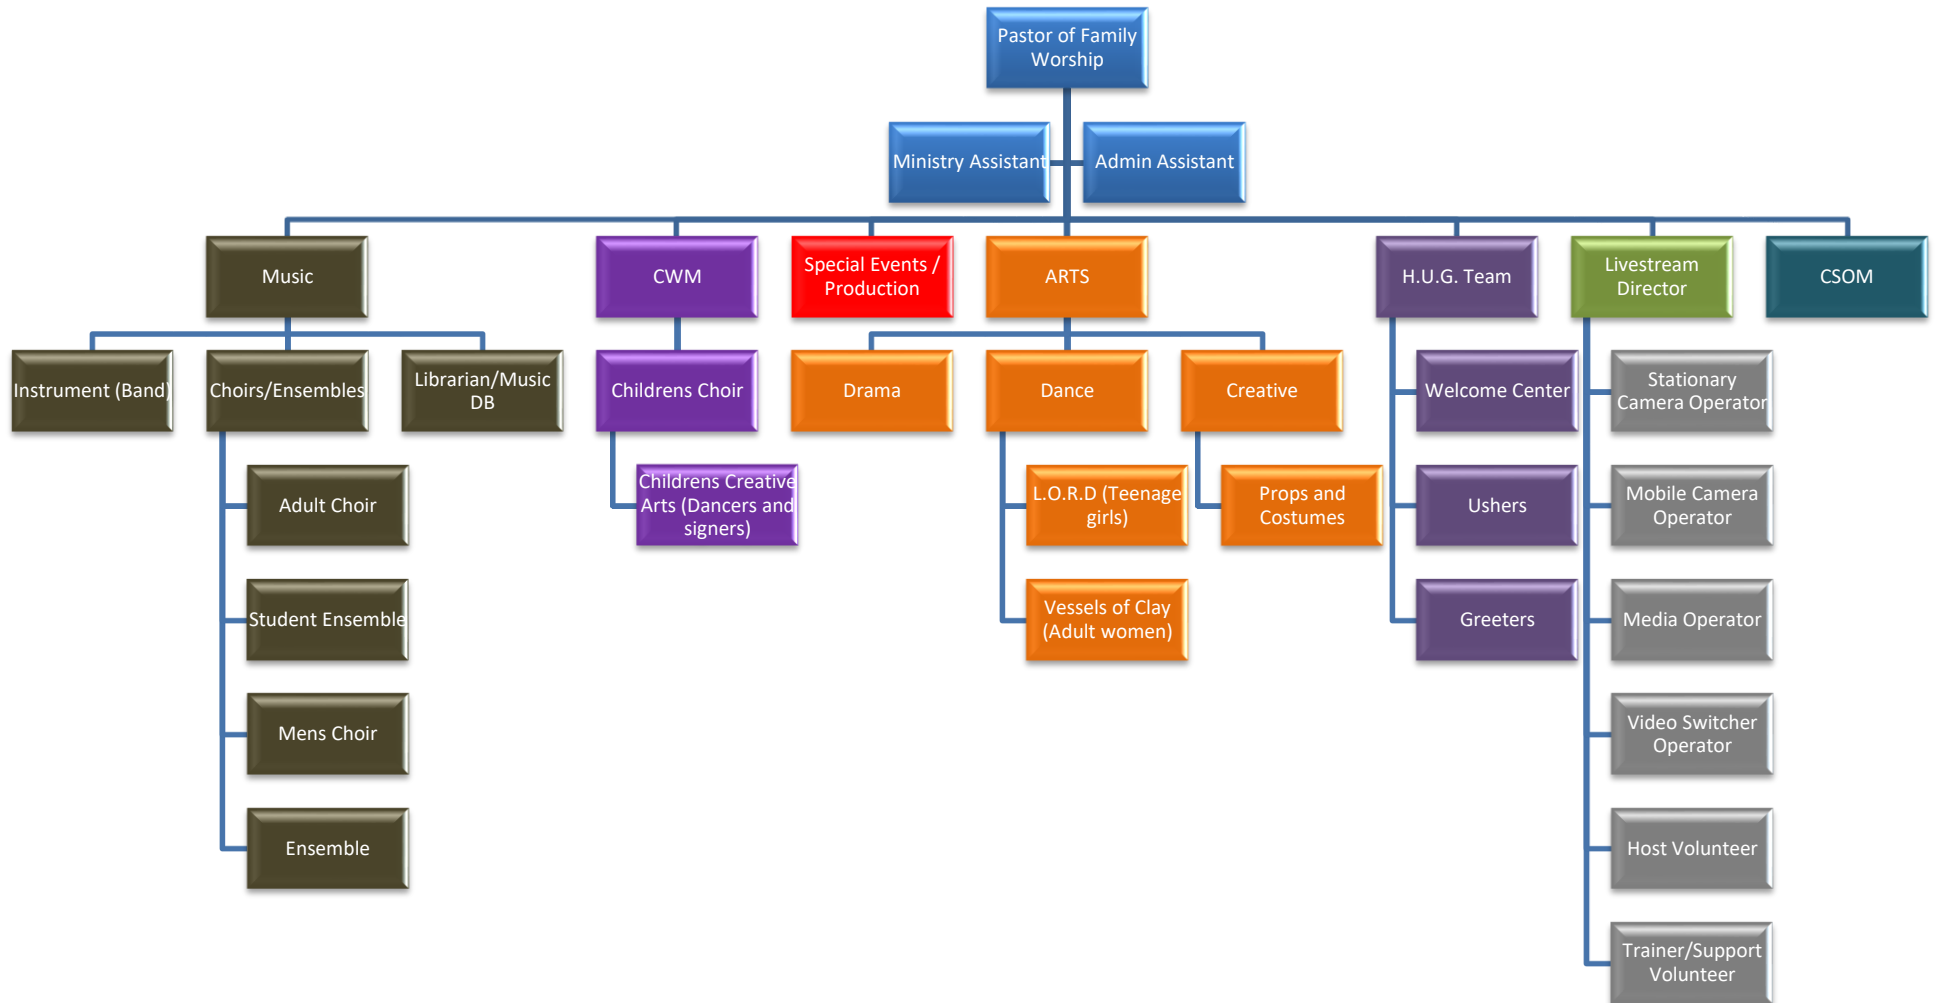 Pastor of Family
Worship
Ministry Assistant
Admin Assistant
Music
CWM
Special Events /
Production
ARTS
H.U.G. Team
Livestream
Director
CSOM
Instrument (Band)
Choirs/Ensembles
Librarian/Music
DB
Childrens Choir
Drama
Dance
Creative
Welcome Center
Stationary
Camera Operator
Adult Choir
Childrens Creative
Arts (Dancers and
signers)
L.O.R.D (Teenage
girls)
Props and
Costumes
Ushers
Mobile Camera
Operator
Student Ensemble
Vessels of Clay
(Adult women)
Greeters
Media Operator
Mens Choir
Video Switcher
Operator
Ensemble
Host Volunteer
Trainer/Support
Volunteer